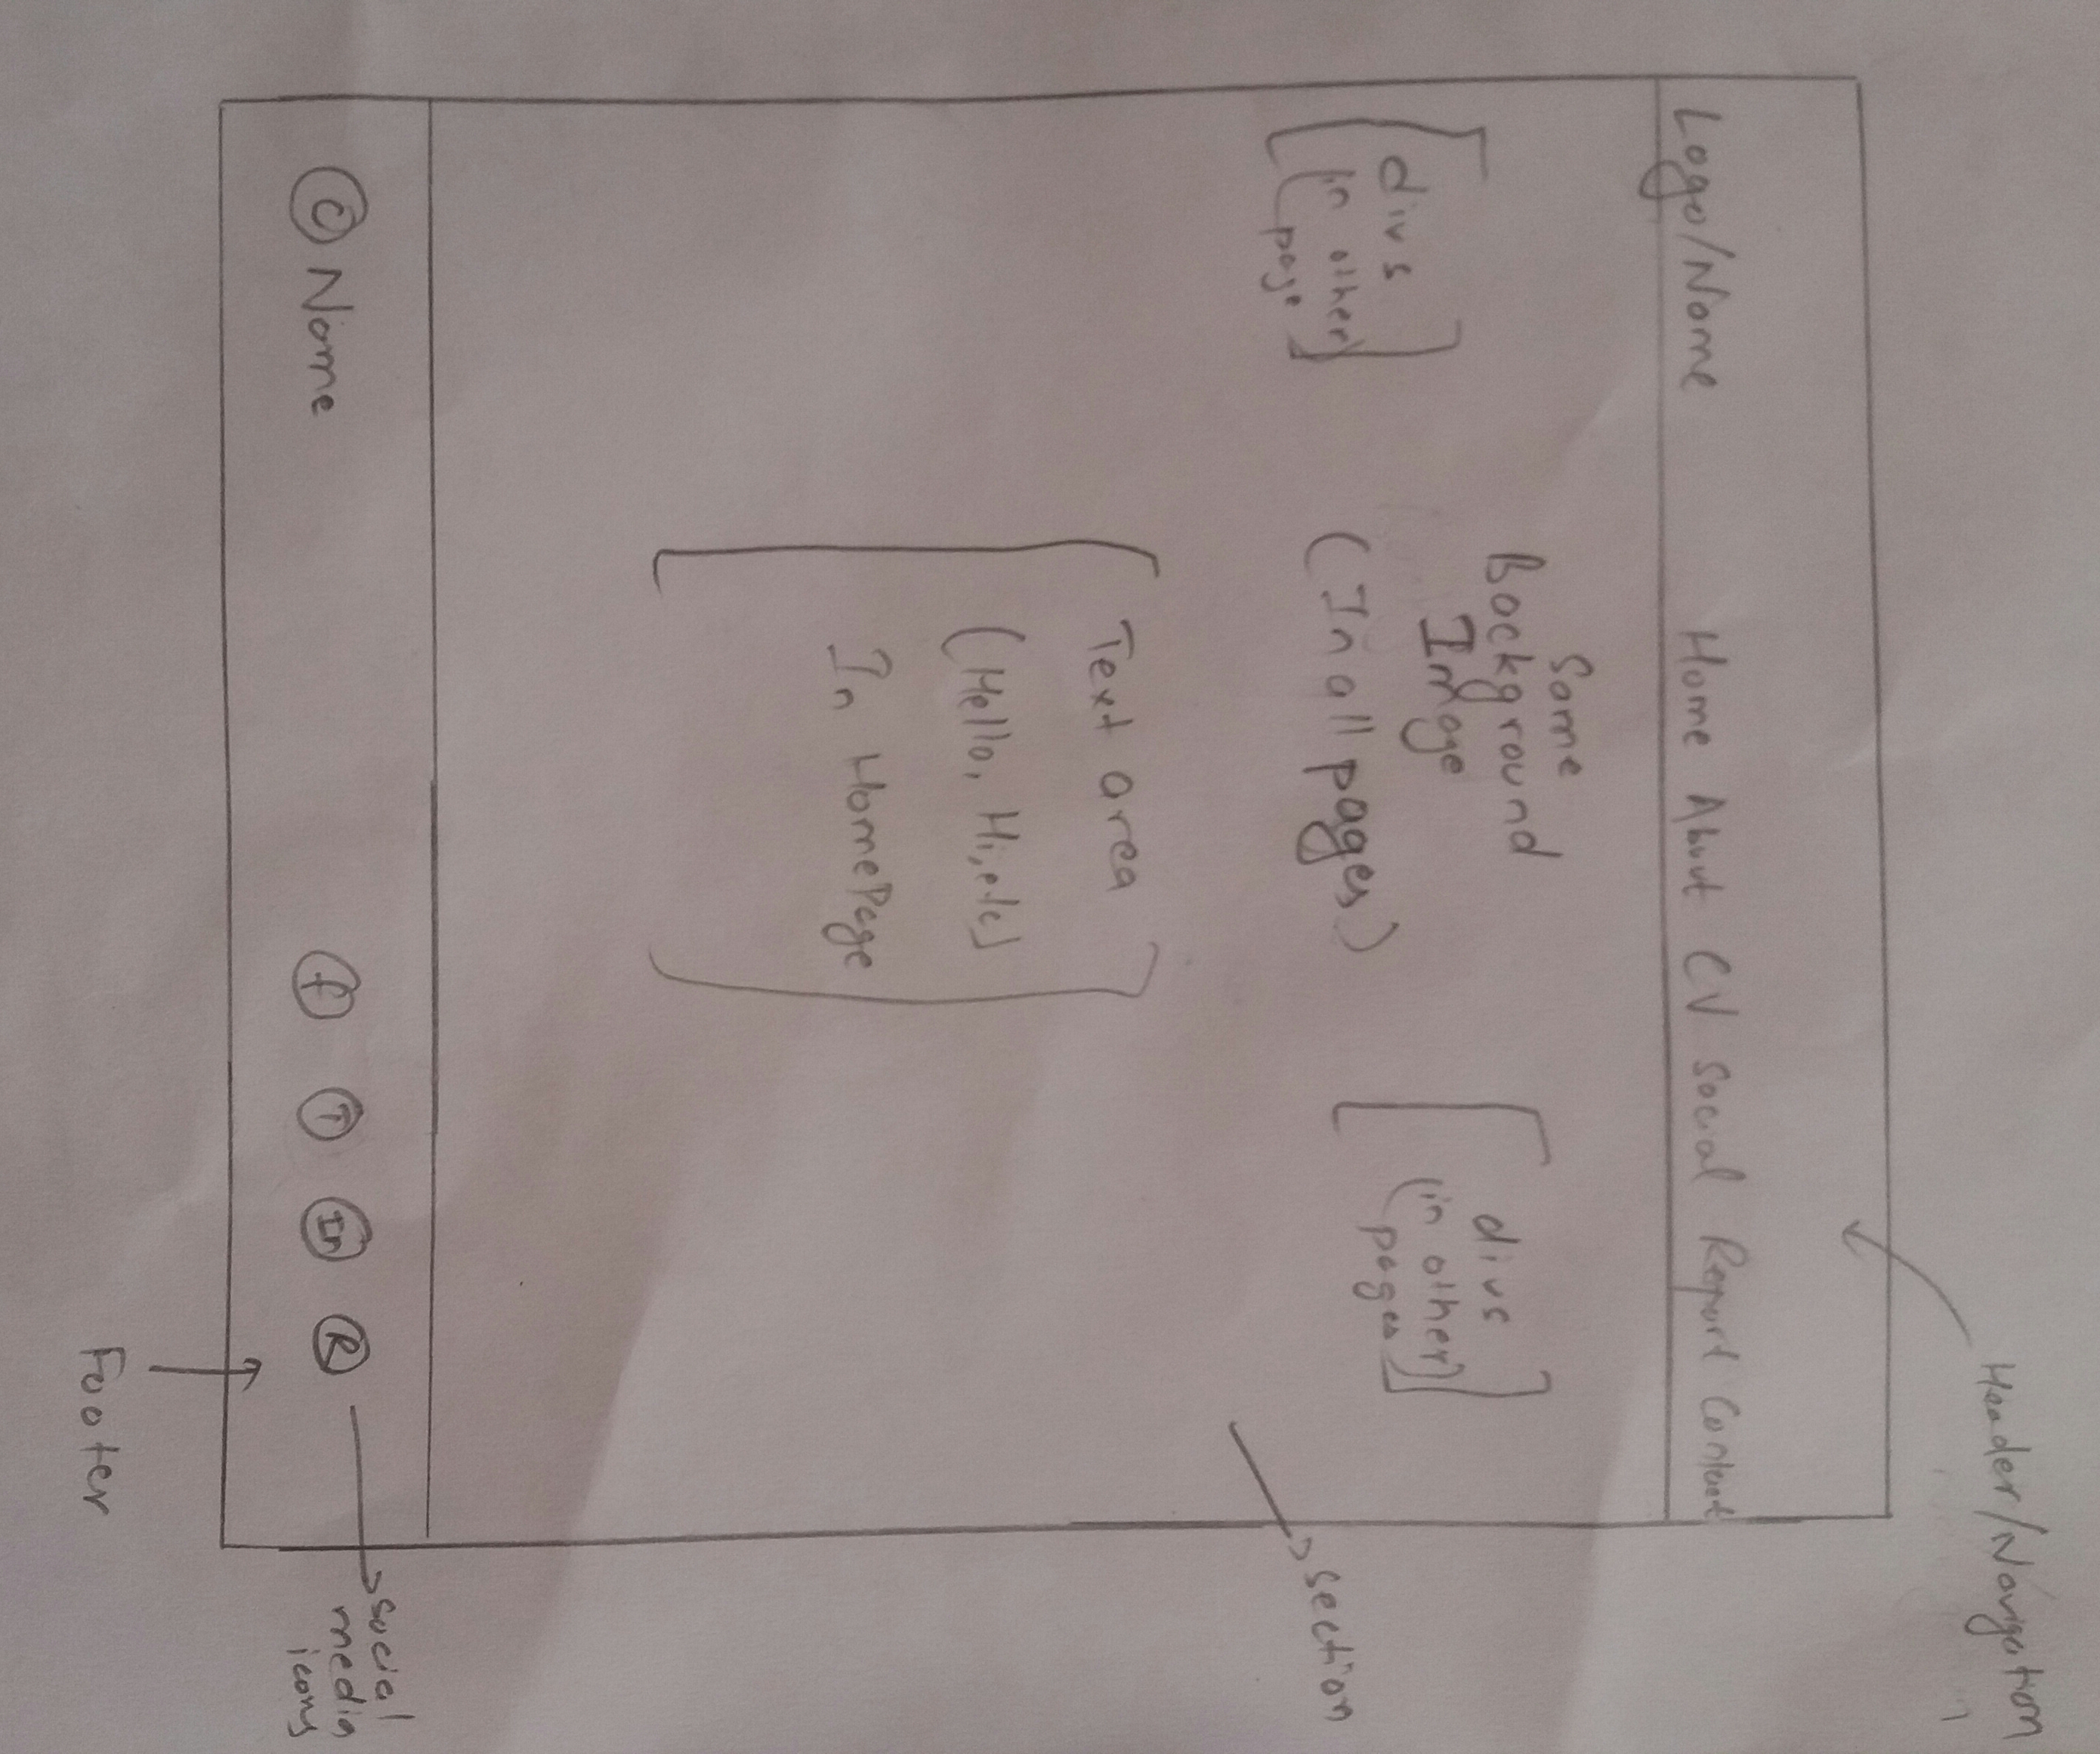 Header/Navigation
Logo/Name Home About CV Social Report Contact
Some
Background
Image
(In all pages)
divs
(in other
page
divs
(in other)
pages
section
Text area
(Hello, Hi, etc)
In HomePage
© Name f T In R
social
media
icons
Footer